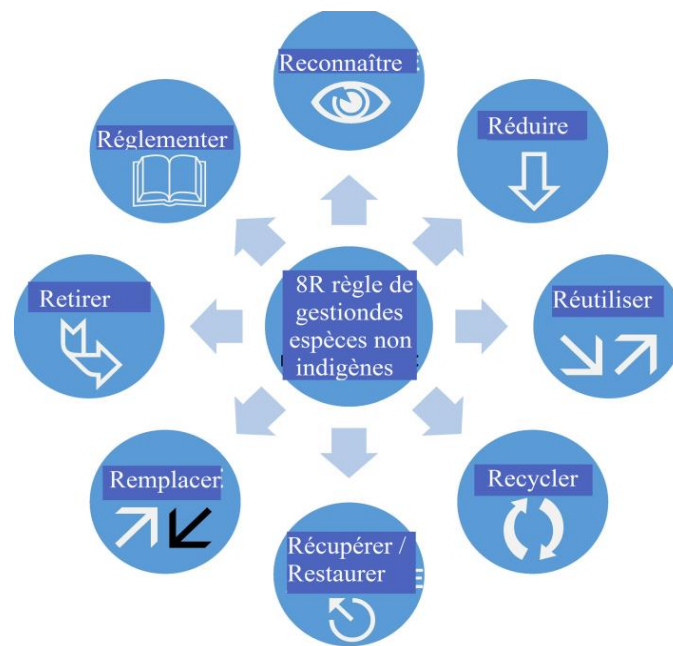 Reconnaître
Réduire
Réutiliser
Recycler
Récupérer /
Restaurer
Remplacer
Retirer
Réglementer
8R règle de
gestiondes
espèces non
indigènes